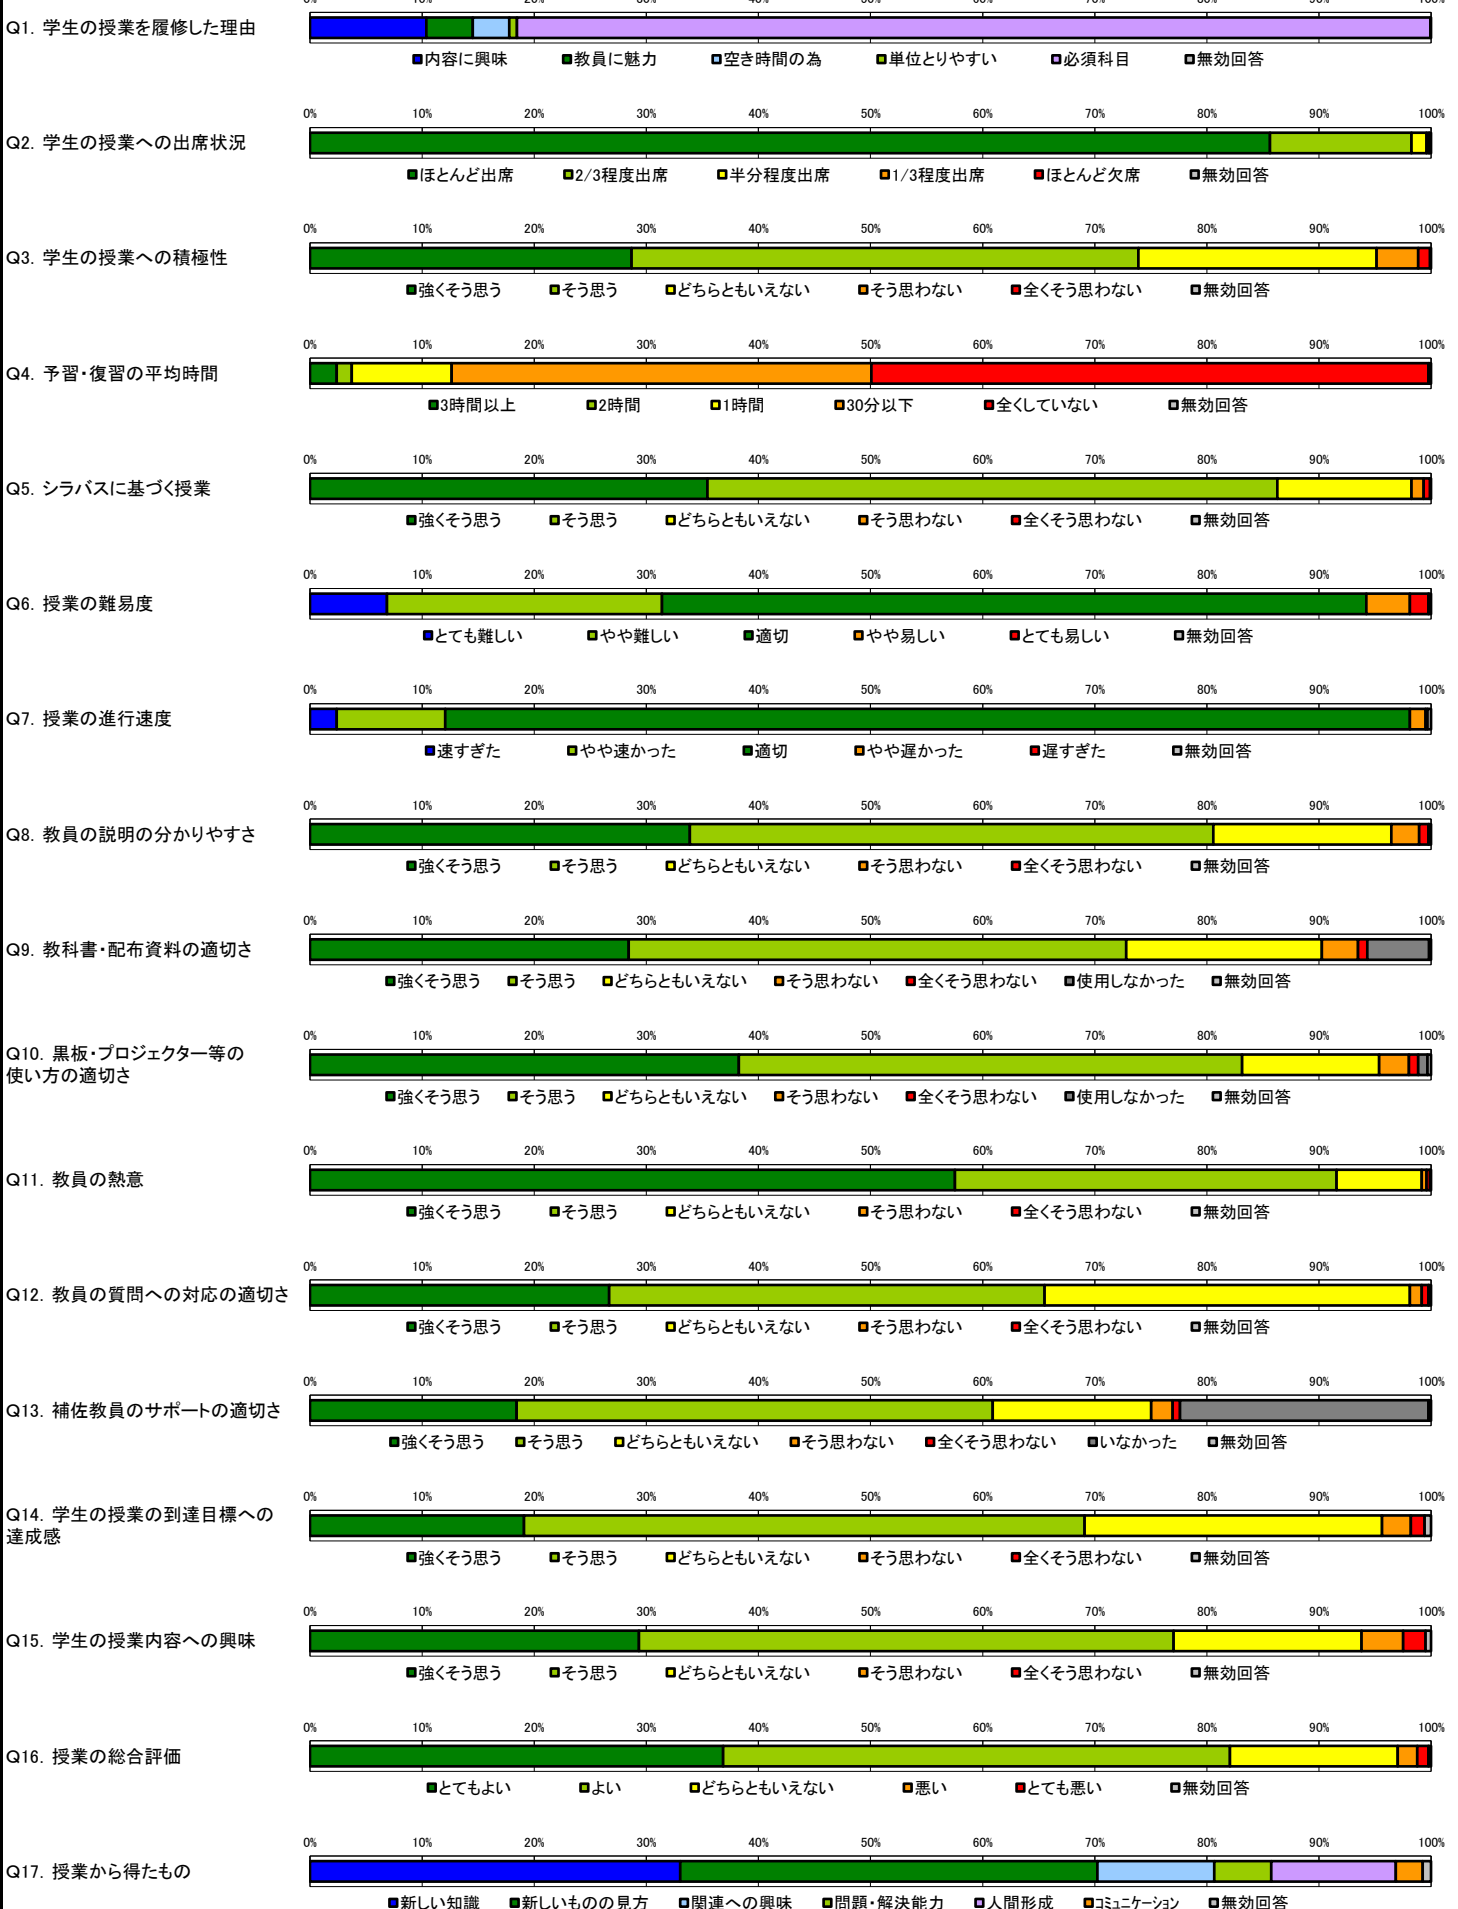 0% 10% 20% 30% 40% 50% 60% 70% 80% 90% 100%
Q1. 学生の授業を履修した理由
内容に興味 教員に魅力 空き時間の為 単位とりやすい 必須科目 無効回答
0% 10% 20% 30% 40% 50% 60% 70% 80% 90% 100%
Q2. 学生の授業への出席状況
ほとんど出席 2/3程度出席 半分程度出席 1/3程度出席 ほとんど欠席 無効回答
0% 10% 20% 30% 40% 50% 60% 70% 80% 90% 100%
Q3. 学生の授業への積極性
強くそう思う そう思う どちらともいえない そう思わない 全くそう思わない 無効回答
0% 10% 20% 30% 40% 50% 60% 70% 80% 90% 100%
Q4. 予習・復習の平均時間
3時間以上 2時間 1時間 30分以下 全くしていない 無効回答
0% 10% 20% 30% 40% 50% 60% 70% 80% 90% 100%
Q5. シラバスに基づく授業
強くそう思う そう思う どちらともいえない そう思わない 全くそう思わない 無効回答
0% 10% 20% 30% 40% 50% 60% 70% 80% 90% 100%
Q6. 授業の難易度
とても難しい やや難しい 適切 やや易しい とても易しい 無効回答
0% 10% 20% 30% 40% 50% 60% 70% 80% 90% 100%
Q7. 授業の進行速度
速すぎた やや速かった 適切 やや遅かった 遅すぎた 無効回答
0% 10% 20% 30% 40% 50% 60% 70% 80% 90% 100%
Q8. 教員の説明の分かりやすさ
強くそう思う そう思う どちらともいえない そう思わない 全くそう思わない 無効回答
0% 10% 20% 30% 40% 50% 60% 70% 80% 90% 100%
Q9. 教科書・配布資料の適切さ
強くそう思う そう思う どちらともいえない そう思わない 全くそう思わない 使用しなかった 無効回答
0% 10% 20% 30% 40% 50% 60% 70% 80% 90% 100%
Q10. 黒板・プロジェクター等の
使い方の適切さ
強くそう思う そう思う どちらともいえない そう思わない 全くそう思わない 使用しなかった 無効回答
0% 10% 20% 30% 40% 50% 60% 70% 80% 90% 100%
Q11. 教員の熱意
強くそう思う そう思う どちらともいえない そう思わない 全くそう思わない 無効回答
0% 10% 20% 30% 40% 50% 60% 70% 80% 90% 100%
Q12. 教員の質問への対応の適切さ
強くそう思う そう思う どちらともいえない そう思わない 全くそう思わない 無効回答
0% 10% 20% 30% 40% 50% 60% 70% 80% 90% 100%
Q13. 補佐教員のサポートの適切さ
強くそう思う そう思う どちらともいえない そう思わない 全くそう思わない いなかった 無効回答
0% 10% 20% 30% 40% 50% 60% 70% 80% 90% 100%
Q14. 学生の授業の到達目標への
達成感
強くそう思う そう思う どちらともいえない そう思わない 全くそう思わない 無効回答
0% 10% 20% 30% 40% 50% 60% 70% 80% 90% 100%
Q15. 学生の授業内容への興味
強くそう思う そう思う どちらともいえない そう思わない 全くそう思わない 無効回答
0% 10% 20% 30% 40% 50% 60% 70% 80% 90% 100%
Q16. 授業の総合評価
とてもよい よい どちらともいえない 悪い とても悪い 無効回答
0% 10% 20% 30% 40% 50% 60% 70% 80% 90% 100%
Q17. 授業から得たもの
新しい知識 新しいものの見方 関連への興味 問題・解決能力 人間形成 ｺﾐｭﾆｹｰｼｮﾝ 無効回答